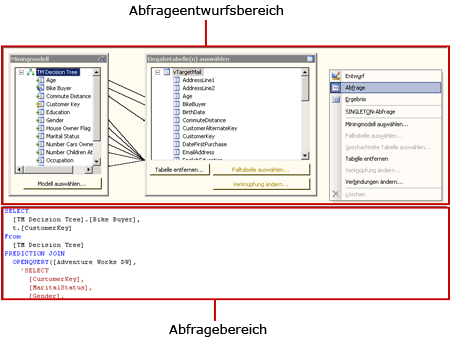 Abfrageentwurfsbereich
Miningmodell
TM Decision Tree
Age
Bike Buyer
Commute Distance
Customer Key
Education
Gender
House Owner Flag
Marital Status
Number Cars Owne
Number Children At
Occupation
Modell auswählen...
Eingabetabelle(n) auswählen
vTargetMail
AddressLine1
AddressLine2
Age
BikeBuyer
BirthDate
CommuteDistance
CustomerAlternateKey
CustomerKey
DateFirstPurchase
EmailAddress
EnglishEducation
Tabelle entfernen...
Falltabelle auswählen...
Verknüpfung ändern...
Entwurf
Abfrage
Ergebnis
SINGLETON-Abfrage
Miningmodell auswählen...
Falltabelle auswählen...
Geschachtelte Tabelle auswählen...
Tabelle entfernen
Verknüpfung ändern...
Verbindungen ändern...
Löschen
SELECT
[TM Decision Tree].[Bike Buyer],
t.[CustomerKey]
From
[TM Decision Tree]
PREDICTION JOIN
OPENQUERY([Adventure Works DW],
'SELECT
[CustomerKey],
[MaritalStatus],
[Gender],
Abfragebereich